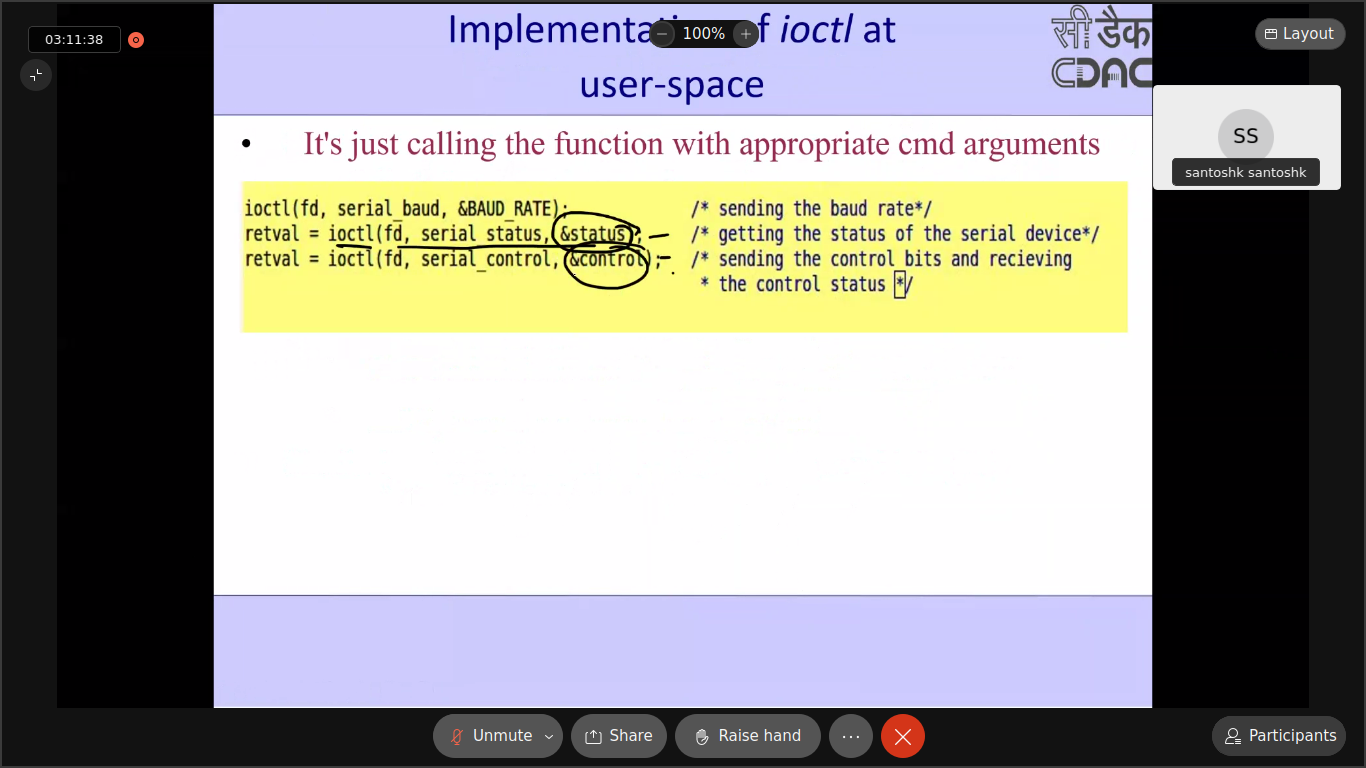 03:11:38
100%
Layout
Implementa f ioctl at
user-space
सी डैक
CDAC
SS
santoshk santoshk
• It's just calling the function with appropriate cmd arguments
ioctl(fd, serial_baud, &BAUD_RATE); /* sending the baud rate*/
retval = ioctl(fd, serial_status, &status); /* getting the status of the serial device*/
retval = ioctl(fd, serial_control, &control); /* sending the control bits and recieving
* the control status */
Unmute
Share
Raise hand
Participants